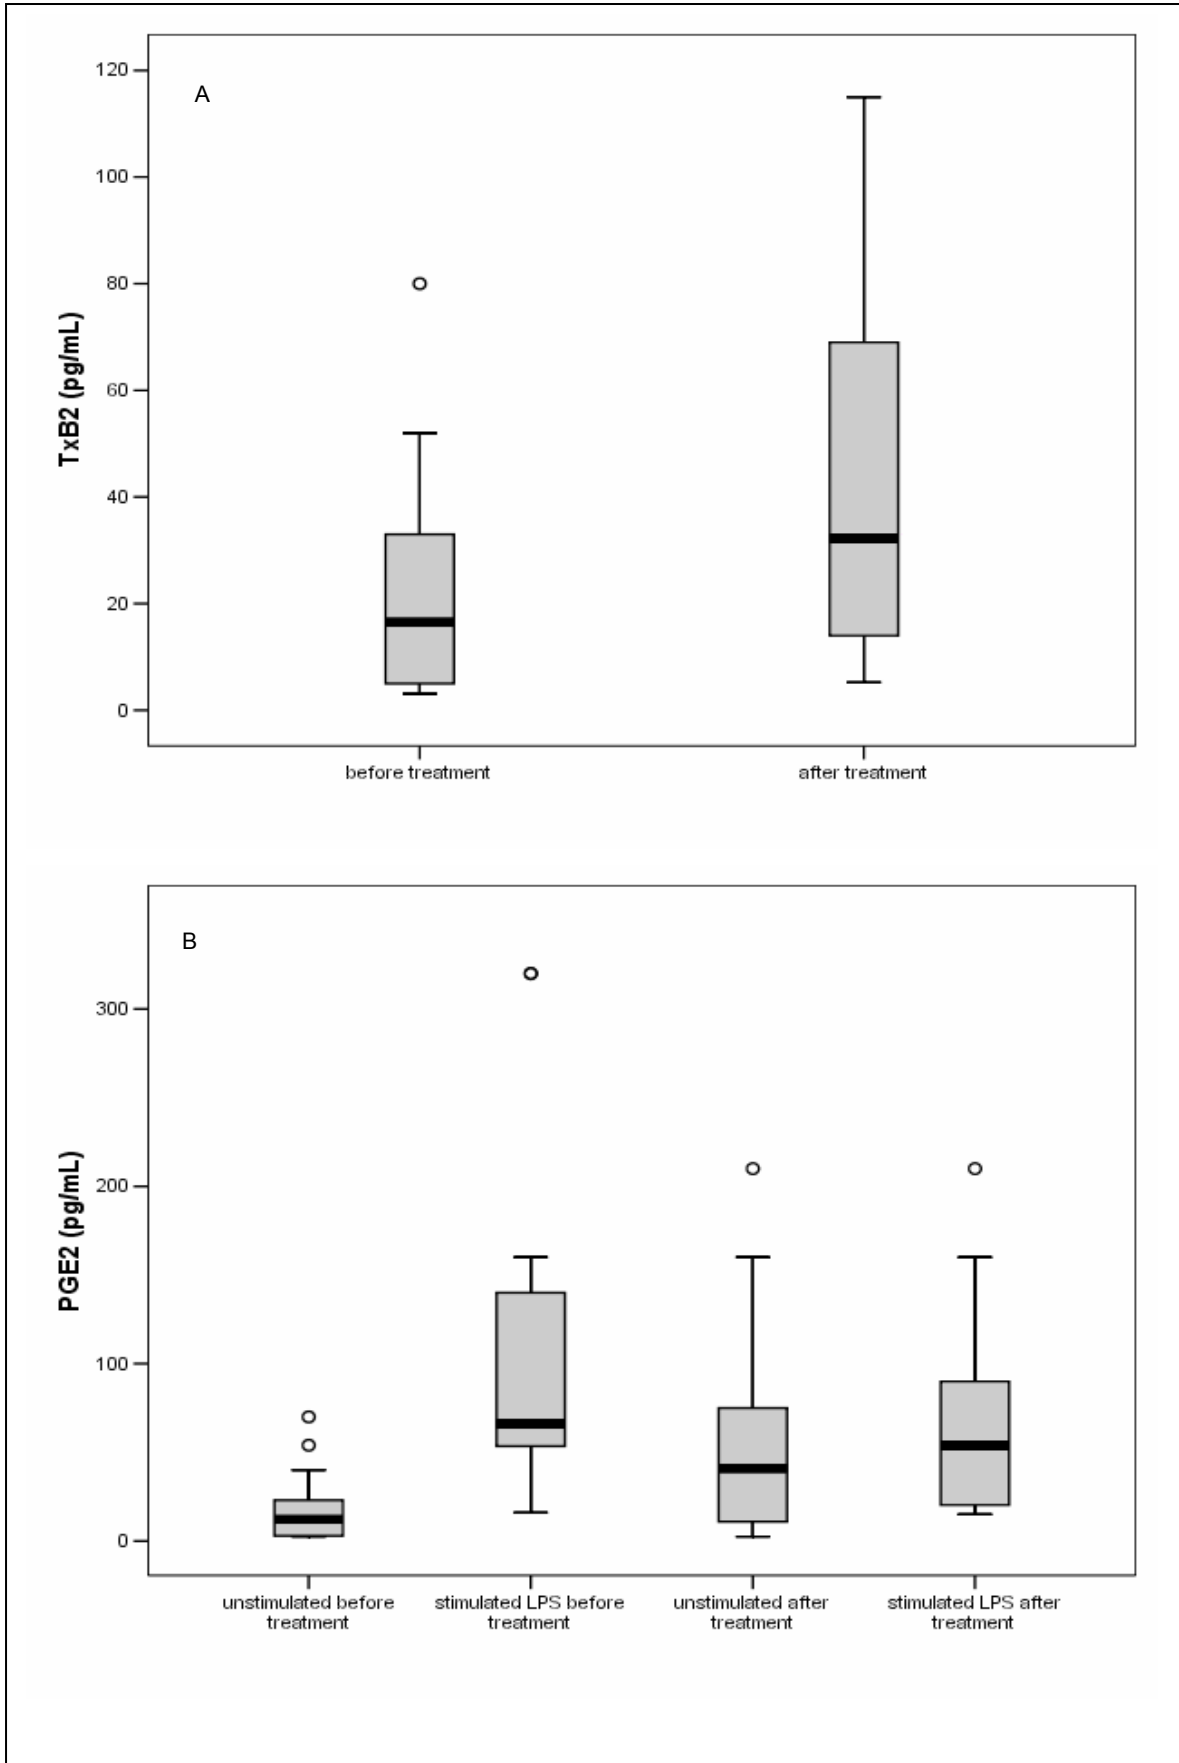 A
120
100
80
60
40
20
0
TxB2 (pg/mL)
before treatment
after treatment
B
300
200
100
0
PGE2 (pg/mL)
unstimulated before
treatment
stimulated LPS before
treatment
unstimulated after
treatment
stimulated LPS after
treatment